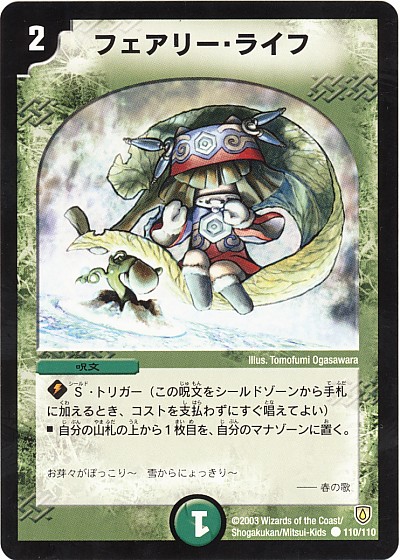 2
フェアリー・ライフ
Illus. Tomofumi Ogasawara
呪文
S・トリガー（この呪文をシールドゾーンから手札
に加えるとき、コストを支払わずにすぐ唱えてよい）
■ 自分の山札の上から1枚目を、自分のマナゾーンに置く。
お芽々がぽっこり～　雪からにょっきり～
—— 春の歌
1
©2003 Wizards of the Coast/
Shogakukan/Mitsui-Kids ● 110/110